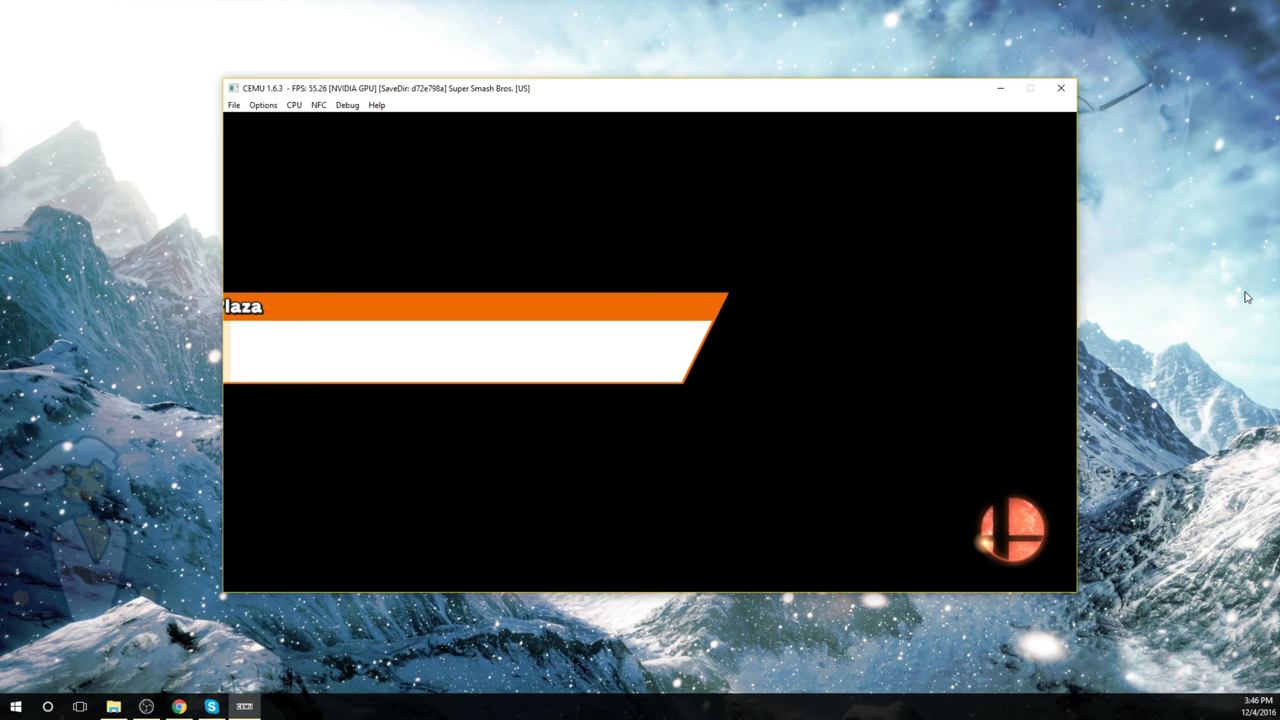 CEMU 1.6.3 - FPS: 55.26 [NVIDIA GPU] [SaveDir: d72e798a] Super Smash Bros. [US]
File Options CPU NFC Debug Help
laza
CEMU
3:46 PM
12/4/2016